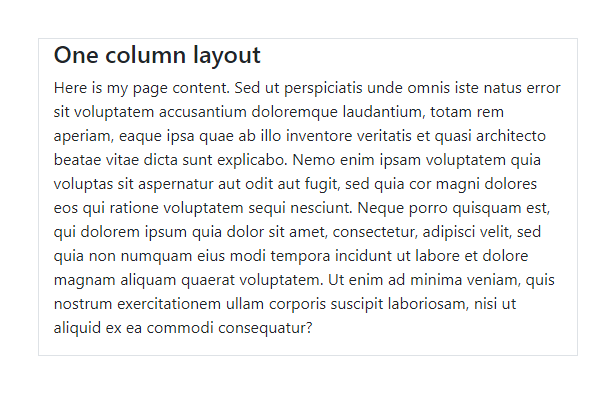 One column layout
Here is my page content. Sed ut perspiciatis unde omnis iste natus error
sit voluptatem accusantium doloremque laudantium, totam rem
aperiam, eaque ipsa quae ab illo inventore veritatis et quasi architecto
beatae vitae dicta sunt explicabo. Nemo enim ipsam voluptatem quia
voluptas sit aspernatur aut odit aut fugit, sed quia cor magni dolores
eos qui ratione voluptatem sequi nesciunt. Neque porro quisquam est,
qui dolorem ipsum quia dolor sit amet, consectetur, adipisci velit, sed
quia non numquam eius modi tempora incidunt ut labore et dolore
magnam aliquam quaerat voluptatem. Ut enim ad minima veniam, quis
nostrum exercitationem ullam corporis suscipit laboriosam, nisi ut
aliquid ex ea commodi consequatur?